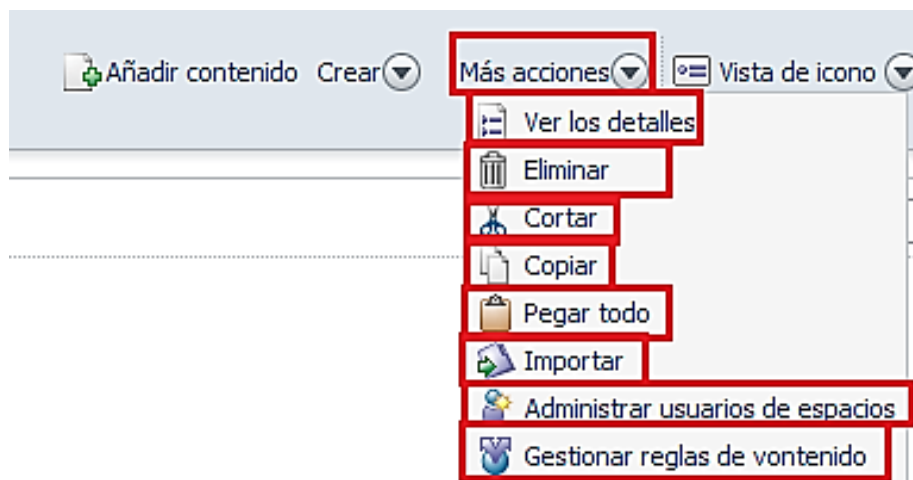 Añadir contenido Crear Más acciones Vista de icono
Ver los detalles
Eliminar
Cortar
Copiar
Pegar todo
Importar
Administrar usuarios de espacios
Gestionar reglas de vontenido